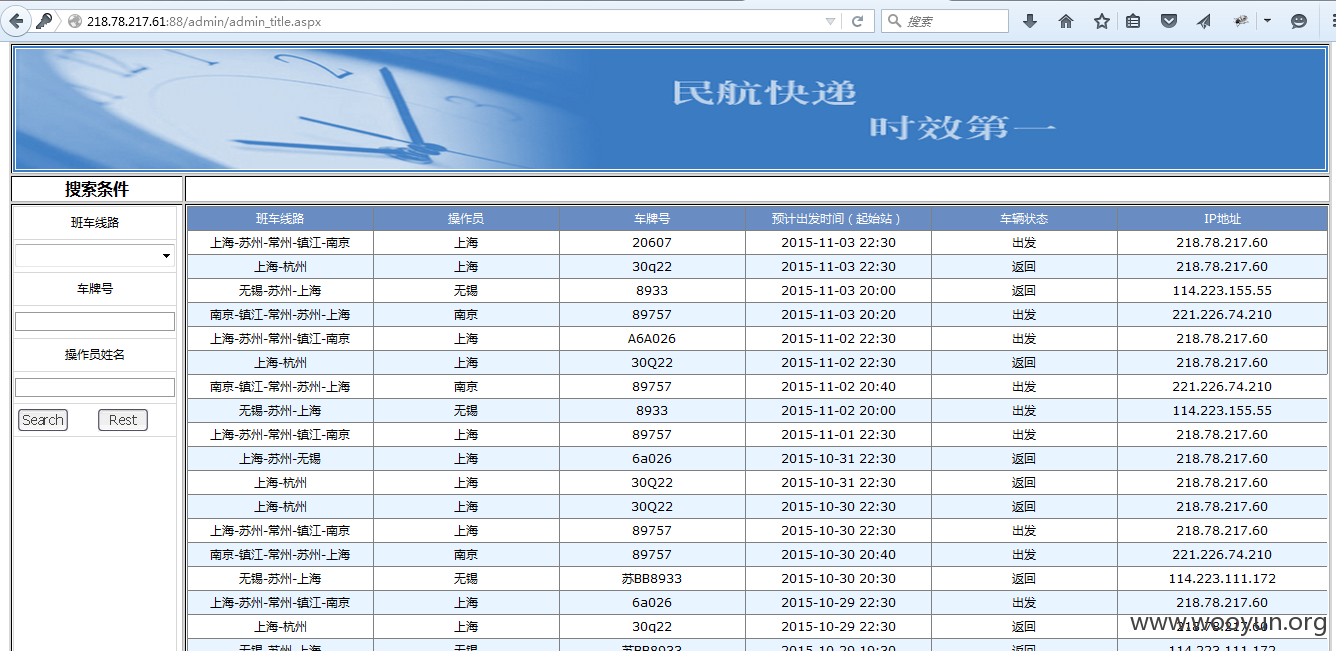 218.78.217.61:88/admin/admin_title.aspx
搜索
民航快递
时效第一
搜索条件
班车线路
车牌号
操作员姓名
Search Rest
班车线路 操作员 车牌号 预计出发时间（起始站） 车辆状态 IP地址
上海-苏州-常州-镇江-南京 上海 20607 2015-11-03 22:30 出发 218.78.217.60
上海-杭州 上海 30q22 2015-11-03 22:30 返回 218.78.217.60
无锡-苏州-上海 无锡 8933 2015-11-03 20:00 返回 114.223.155.55
南京-镇江-常州-苏州-上海 南京 89757 2015-11-03 20:20 出发 221.226.74.210
上海-苏州-常州-镇江-南京 上海 A6A026 2015-11-02 22:30 出发 218.78.217.60
上海-杭州 上海 30Q22 2015-11-02 22:30 返回 218.78.217.60
南京-镇江-常州-苏州-上海 南京 89757 2015-11-02 20:40 出发 221.226.74.210
无锡-苏州-上海 无锡 8933 2015-11-02 20:00 返回 114.223.155.55
上海-苏州-常州-镇江-南京 上海 89757 2015-11-01 22:30 出发 218.78.217.60
上海-苏州-无锡 上海 6a026 2015-10-31 22:30 返回 218.78.217.60
上海-杭州 上海 30Q22 2015-10-31 22:30 返回 218.78.217.60
上海-杭州 上海 30Q22 2015-10-30 22:30 返回 218.78.217.60
上海-苏州-常州-镇江-南京 上海 89757 2015-10-30 22:30 出发 218.78.217.60
南京-镇江-常州-苏州-上海 南京 89757 2015-10-30 20:40 出发 221.226.74.210
无锡-苏州-上海 无锡 苏BB8933 2015-10-30 20:30 返回 114.223.111.172
上海-苏州-常州-镇江-南京 上海 6a026 2015-10-29 22:30 出发 218.78.217.60
上海-杭州 上海 30q22 2015-10-29 22:30 返回 218.78.217.60
www.wooyun.org
无锡-苏州-上海 无锡 苏BB8933 2015-10-29 19:30 返回 114.223.111.172